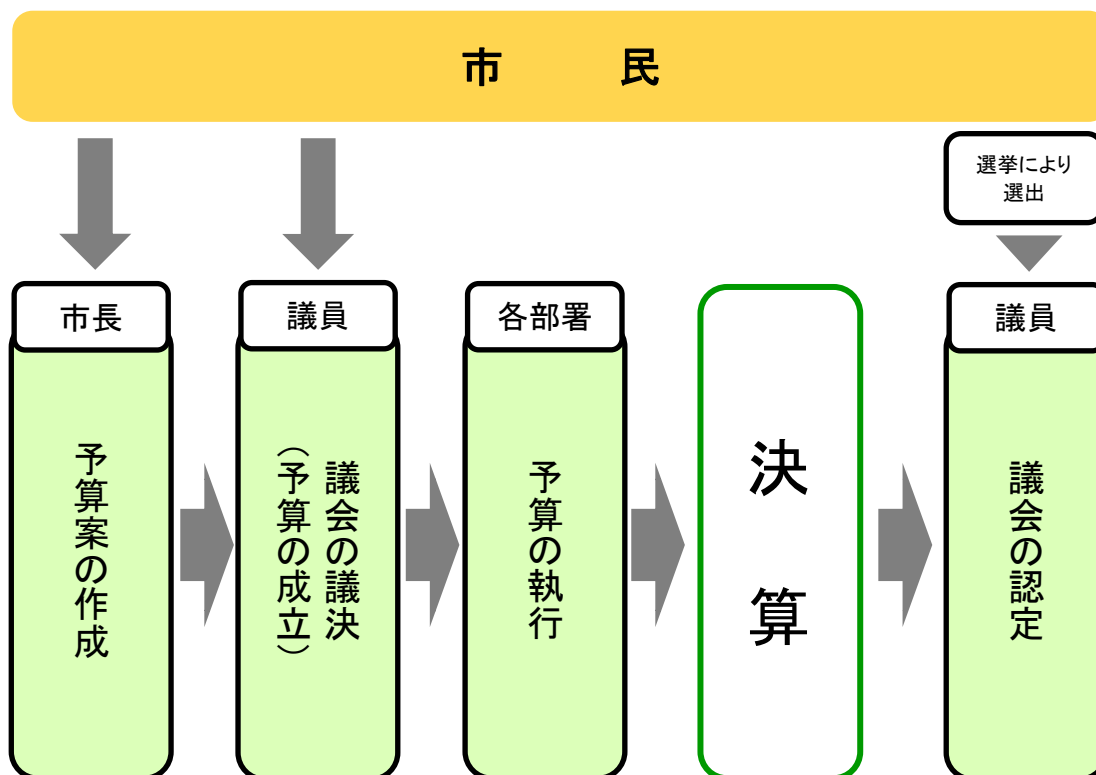 市　民
選挙により
選出
市長
予算案の作成
議員
議会の議決
（予算の成立）
各部署
予算の執行
決算
議員
議会の認定